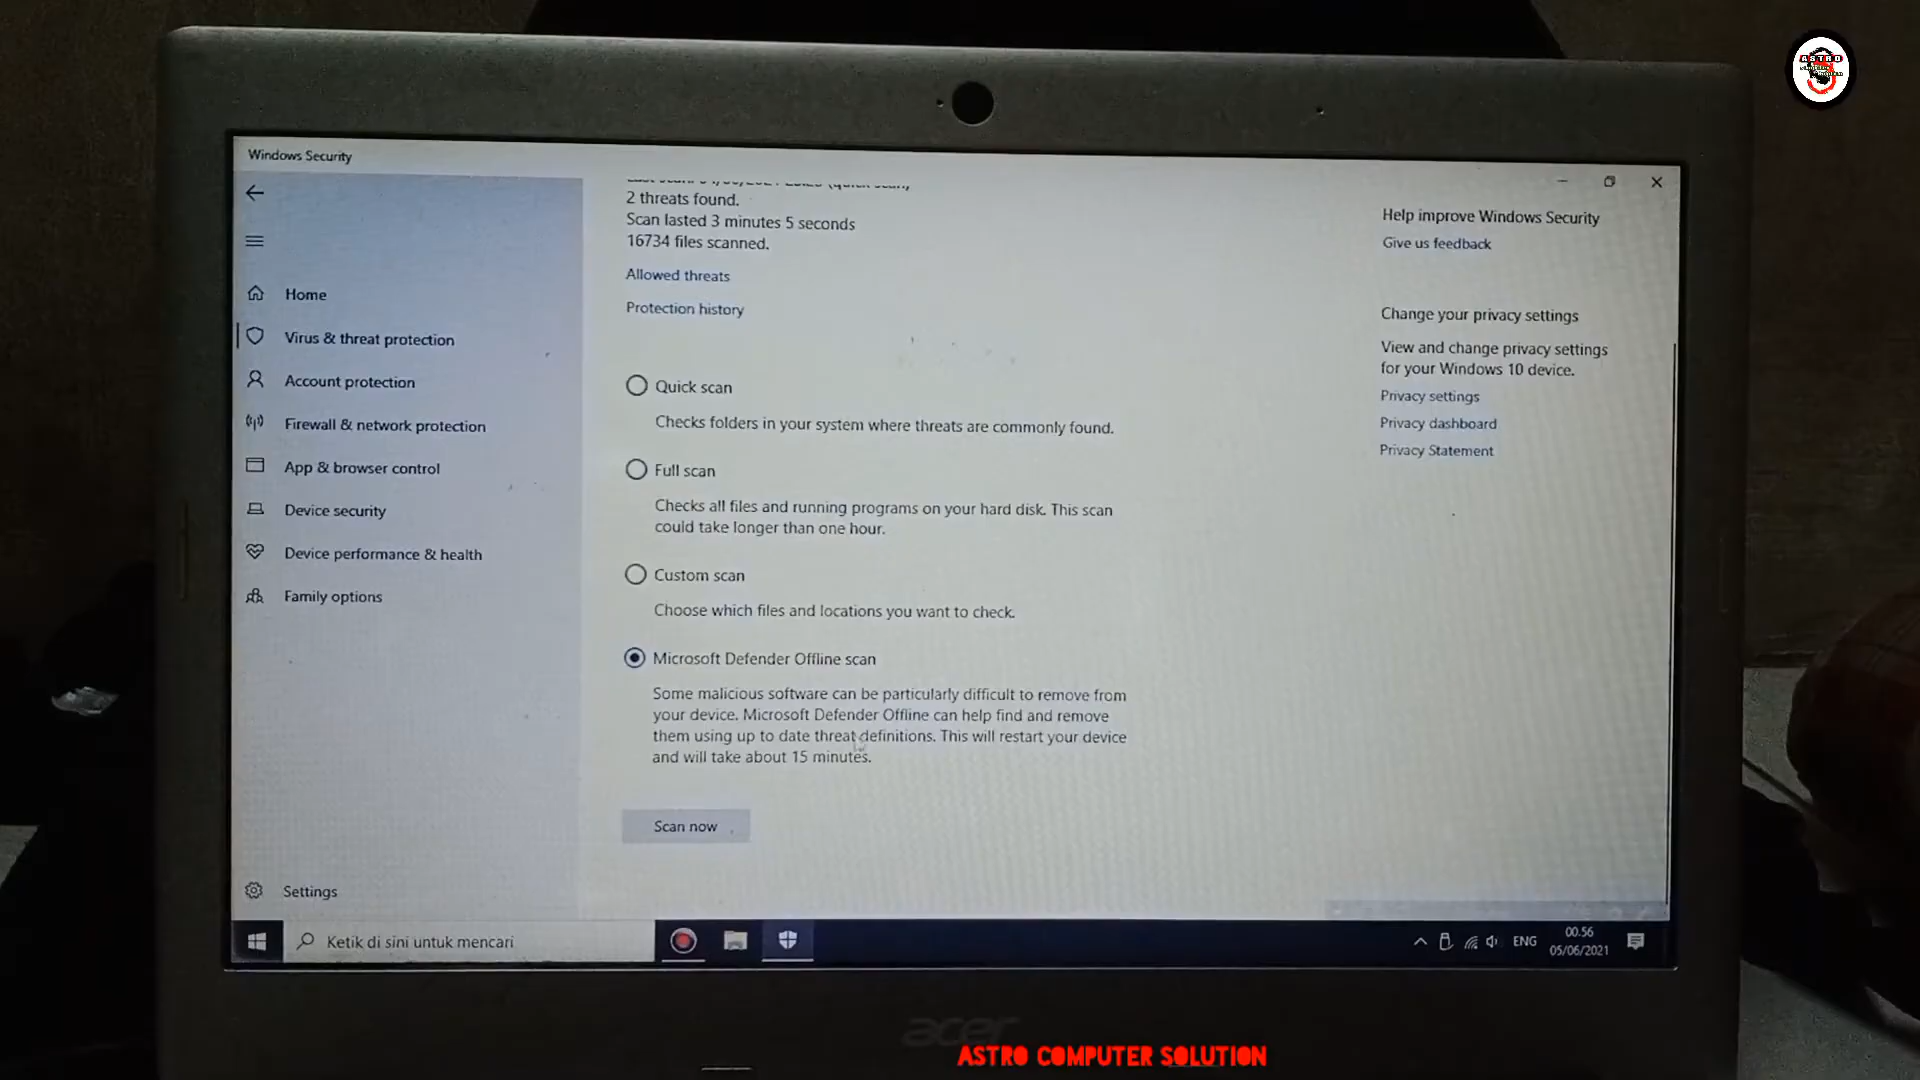 ASTRO
Windows Security
2 threats found.
Scan lasted 3 minutes 5 seconds
16734 files scanned.
Allowed threats
Protection history
Home
Virus & threat protection
Account protection
Firewall & network protection
App & browser control
Device security
Device performance & health
Family options
Settings
Quick scan
Checks folders in your system where threats are commonly found.
Full scan
Checks all files and running programs on your hard disk. This scan
could take longer than one hour.
Custom scan
Choose which files and locations you want to check.
Microsoft Defender Offline scan
Some malicious software can be particularly difficult to remove from
your device. Microsoft Defender Offline can help find and remove
them using up to date threat definitions. This will restart your device
and will take about 15 minutes.
Scan now
Help improve Windows Security
Give us feedback
Change your privacy settings
View and change privacy settings
for your Windows 10 device.
Privacy settings
Privacy dashboard
Privacy Statement
Ketik di sini untuk mencari
ENG
00.56
05/06/2021
acer
ASTRO COMPUTER SOLUTION